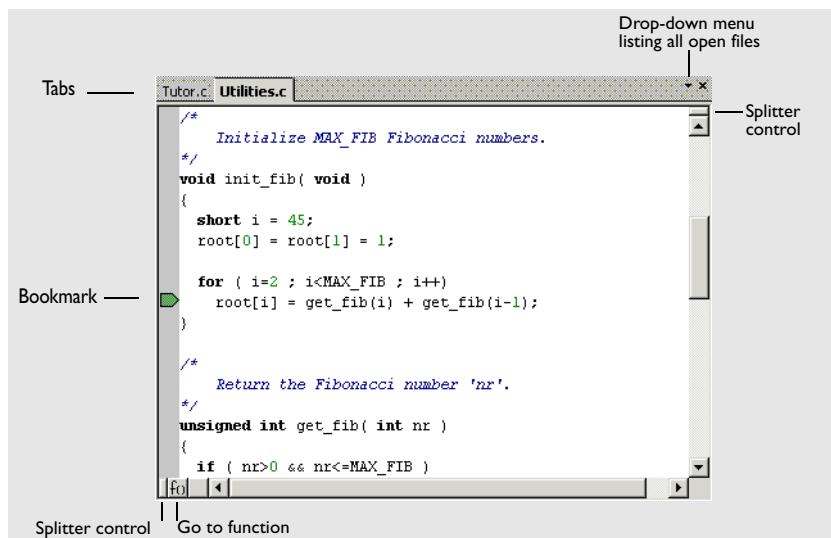 Drop-down menu
listing all open files
Tabs
Tutor.c Utilities.c
Splitter
control
/*
Initialize MAX_FIB Fibonacci numbers.
*/
void init_fib( void )
{
short i = 45;
root[0] = root[1] = 1;
for ( i=2 ; i<MAX_FIB ; i++)
Bookmark
root[i] = get_fib(i) + get_fib(i-1);
}
/*
Return the Fibonacci number 'nr'.
*/
unsigned int get_fib( int nr )
{
if ( nr>0 && nr<=MAX_FIB )
f()
Splitter control
Go to function